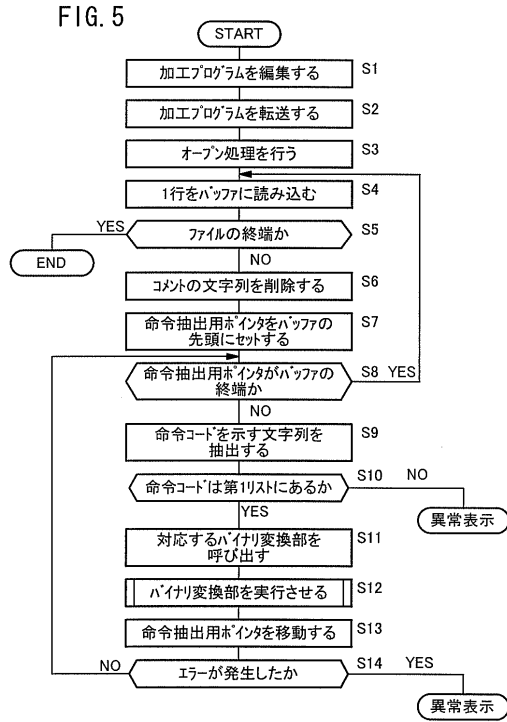 FIG. 5
START
加工プログラムを編集する S1
加工プログラムを転送する S2
オープン処理を行う S3
1行をバッファに読み込む S4
YES ファイルの終端か S5
END
NO
コメントの文字列を削除する S6
命令抽出用ポインタをバッファの
先頭にセットする S7
命令抽出用ポインタがバッファの
終端か S8 YES
NO
命令コードを示す文字列を
抽出する S9
命令コードは第1リストにあるか S10 NO
YES
異常表示
対応するバイナリ変換部を
呼び出す S11
バイナリ変換部を実行させる S12
命令抽出用ポインタを移動する S13
NO エラーが発生したか S14 YES
異常表示